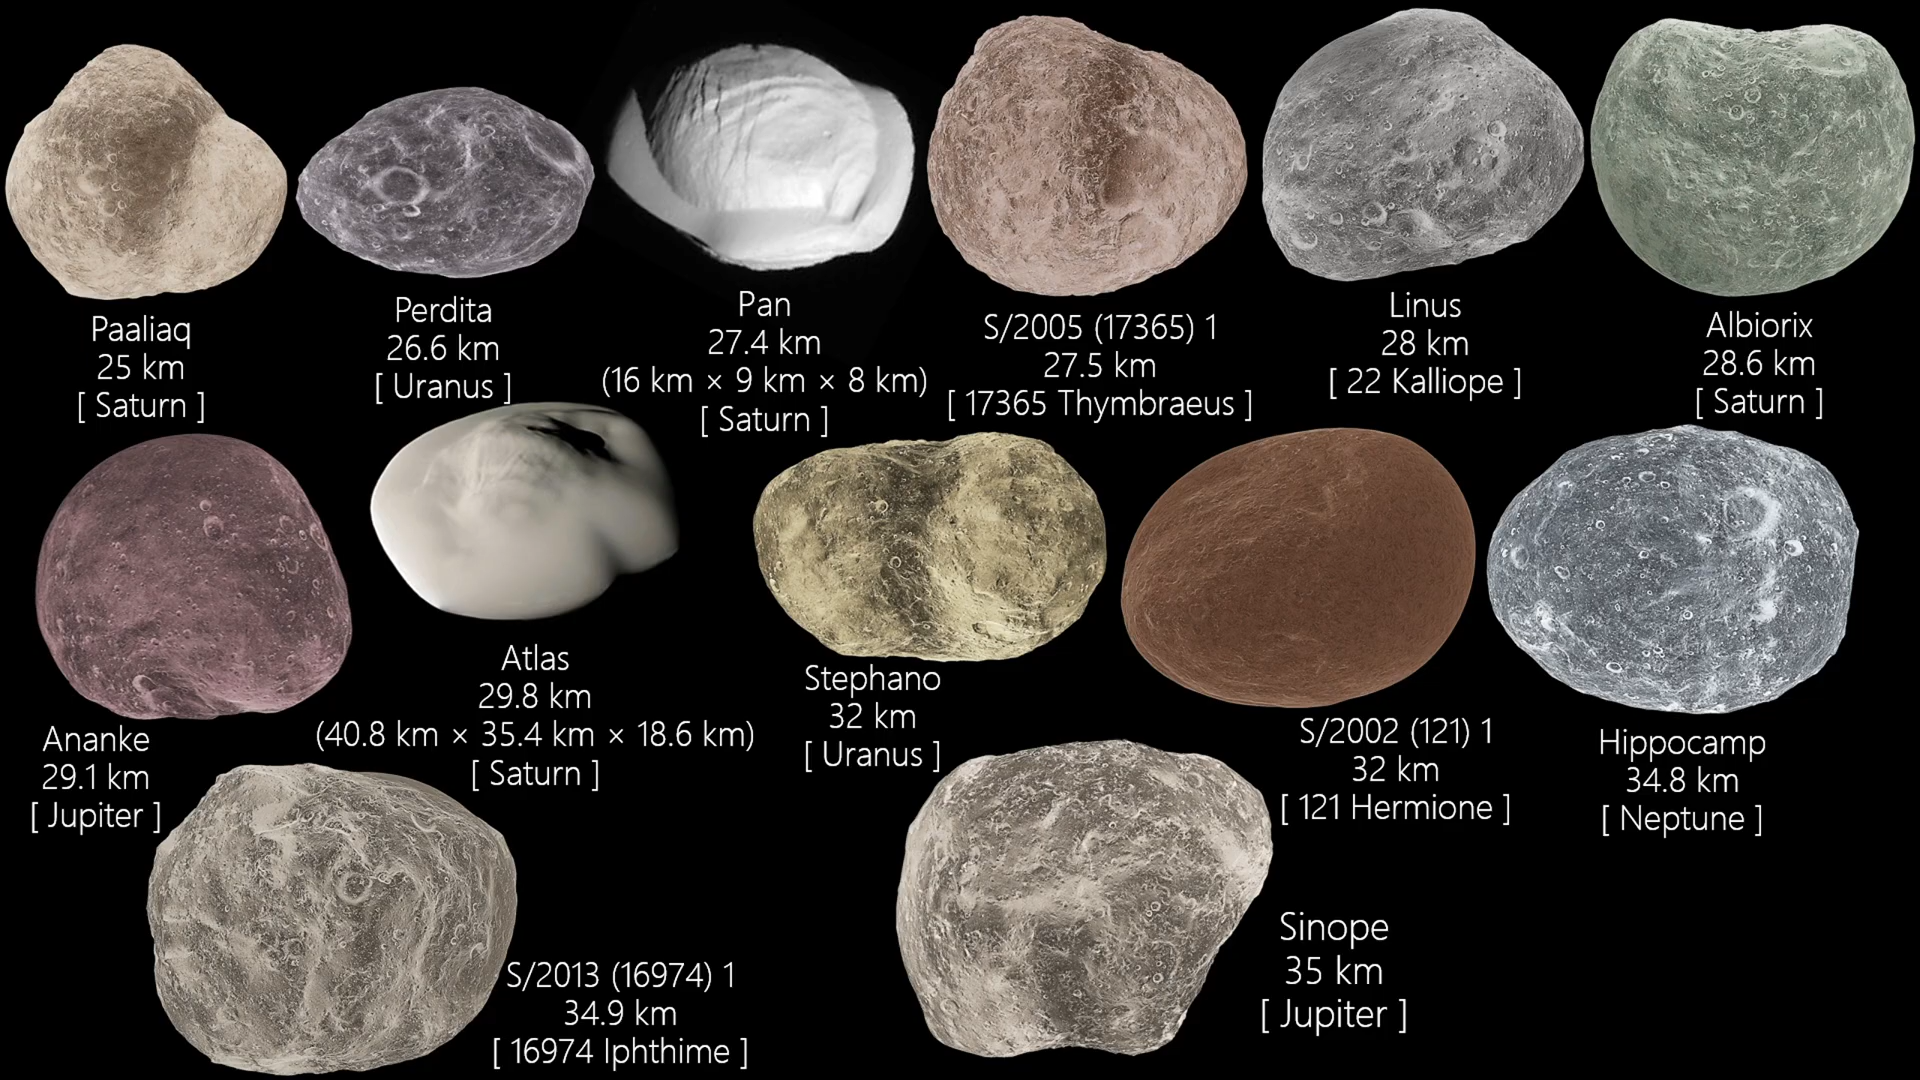 Paaliaq
25 km
[ Saturn ]
Perdita
26.6 km
[ Uranus ]
Pan
27.4 km
(16 km × 9 km × 8 km)
[ Saturn ]
S/2005 (17365) 1
27.5 km
[ 17365 Thymbraeus ]
Linus
28 km
[ 22 Kalliope ]
Albiorix
28.6 km
[ Saturn ]
Ananke
29.1 km
[ Jupiter ]
Atlas
29.8 km
(40.8 km × 35.4 km × 18.6 km)
[ Saturn ]
Stephano
32 km
[ Uranus ]
S/2002 (121) 1
32 km
[ 121 Hermione ]
Hippocamp
34.8 km
[ Neptune ]
S/2013 (16974) 1
34.9 km
[ 16974 Iphthime ]
Sinope
35 km
[ Jupiter ]